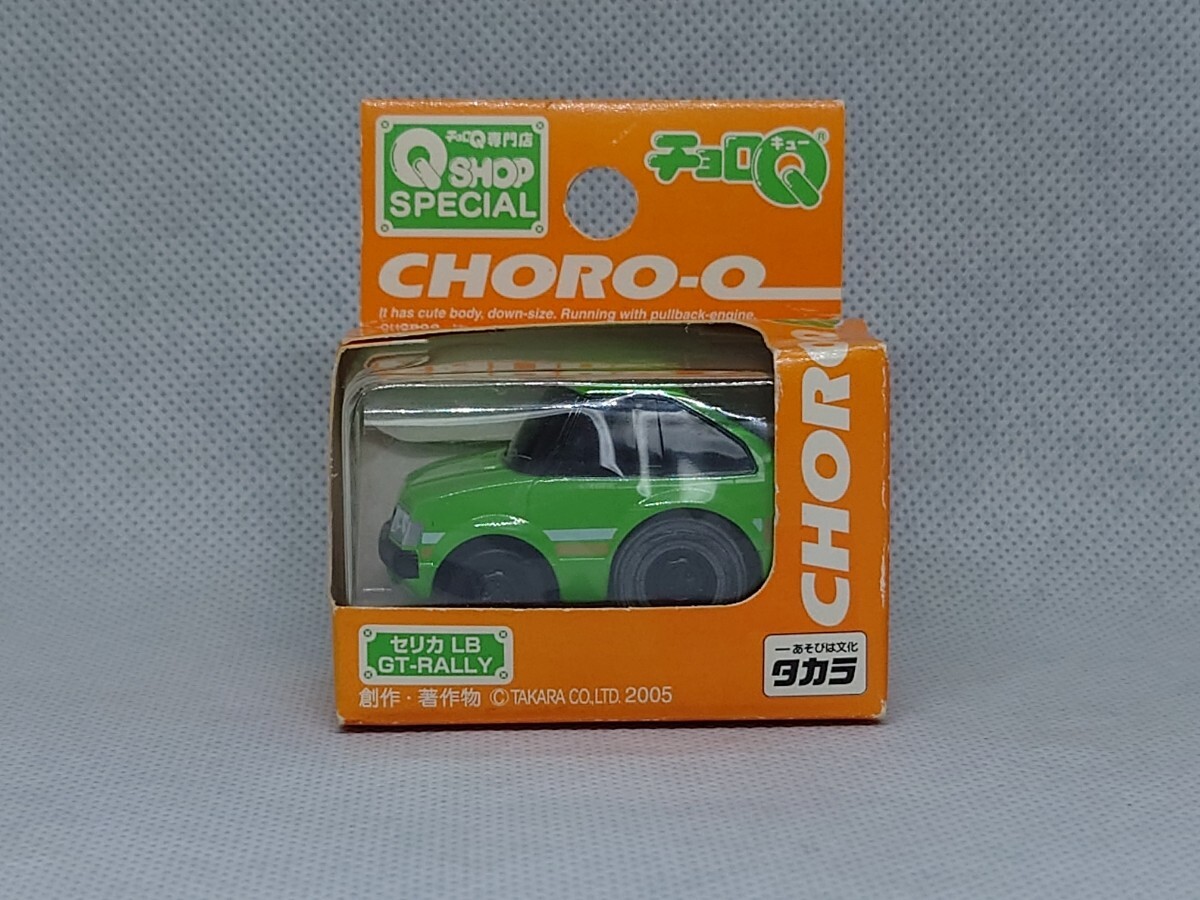 チョロQ専門店
Q SHOP
SPECIAL
チョロQ
キュー
®
CHORO-Q
It has cute body, down-size. Running with pullback-engine.
CHORO
セリカ LB
GT-RALLY
創作・著作物 ©TAKARA CO.,LTD. 2005
ーあそびは文化
タカラ